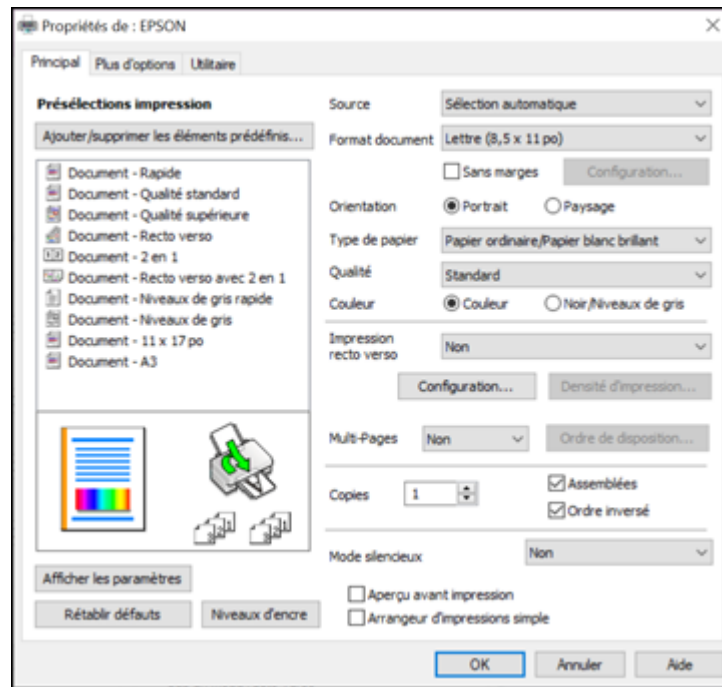 Propriétés de : EPSON
Principal
Plus d'options
Utilitaire
Présélections impression
Ajouter/supprimer les éléments prédéfinis...
Document - Rapide
Document - Qualité standard
Document - Qualité supérieure
Document - Recto verso
Document - 2 en 1
Document - Recto verso avec 2 en 1
Document - Niveaux de gris rapide
Document - Niveaux de gris
Document - 11 x 17 po
Document - A3
Afficher les paramètres
Rétablir défauts
Niveaux d'encre
Source
Sélection automatique
Format document
Lettre (8,5 x 11 po)
Sans marges
Configuration...
Orientation
Portrait
Paysage
Type de papier
Papier ordinaire/Papier blanc brillant
Qualité
Standard
Couleur
Couleur
Noir/Niveaux de gris
Impression
recto verso
Non
Configuration...
Densité d'impression...
Multi-Pages
Non
Ordre de disposition...
Copies
1
Assemblées
Ordre inversé
Mode silencieux
Non
Aperçu avant impression
Arrangeur d'impressions simple
OK
Annuler
Aide